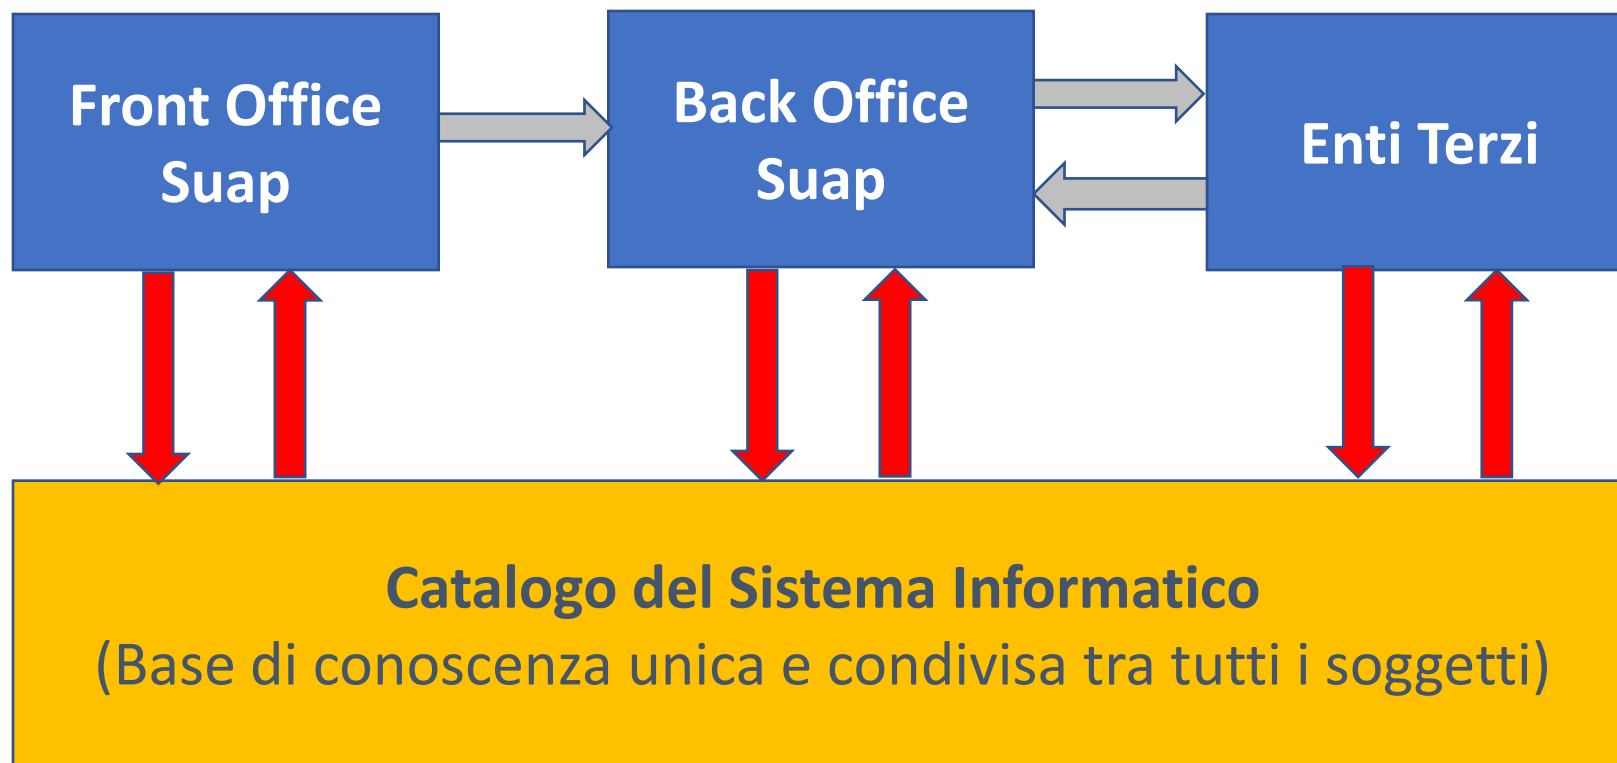 Front Office
Suap
Back Office
Suap
Enti Terzi
Catalogo del Sistema Informatico
(Base di conoscenza unica e condivisa tra tutti i soggetti)